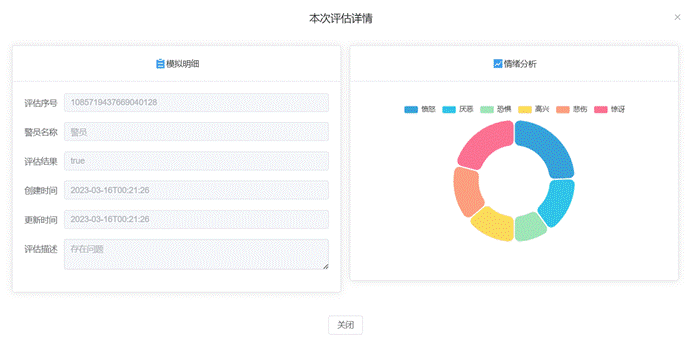 本次评估详情
×
模拟明细
评估序号 1085719437669040128
警员名称 警员
评估结果 true
创建时间 2023-03-16T00:21:26
更新时间 2023-03-16T00:21:26
评估描述 存在问题
情绪分析
愤怒 厌恶 恐惧 高兴 悲伤 惊讶
关闭